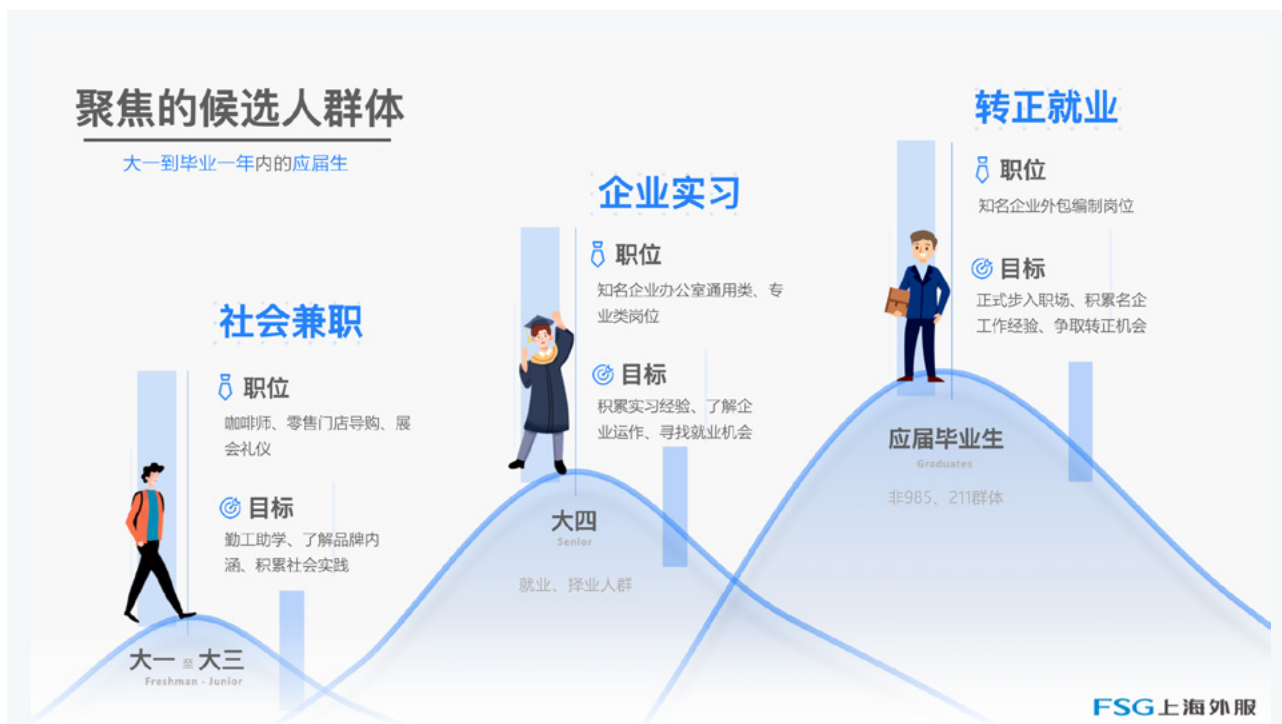 聚焦的候选人群体
大一到毕业一年内的应届生
社会兼职
职位
咖啡师、零售门店导购、展
会礼仪
目标
勤工助学、了解品牌内
涵、积累社会实践
大一 至 大三
Freshman - Junior
企业实习
职位
知名企业办公室通用类、专
业类岗位
目标
积累实习经验、了解企
业运作、寻找就业机会
大四
Senior
就业、择业人群
转正就业
职位
知名企业外包编制岗位
目标
正式步入职场、积累名企
工作经验、争取转正机会
应届毕业生
Graduates
非985、211群体
FSG上海外服